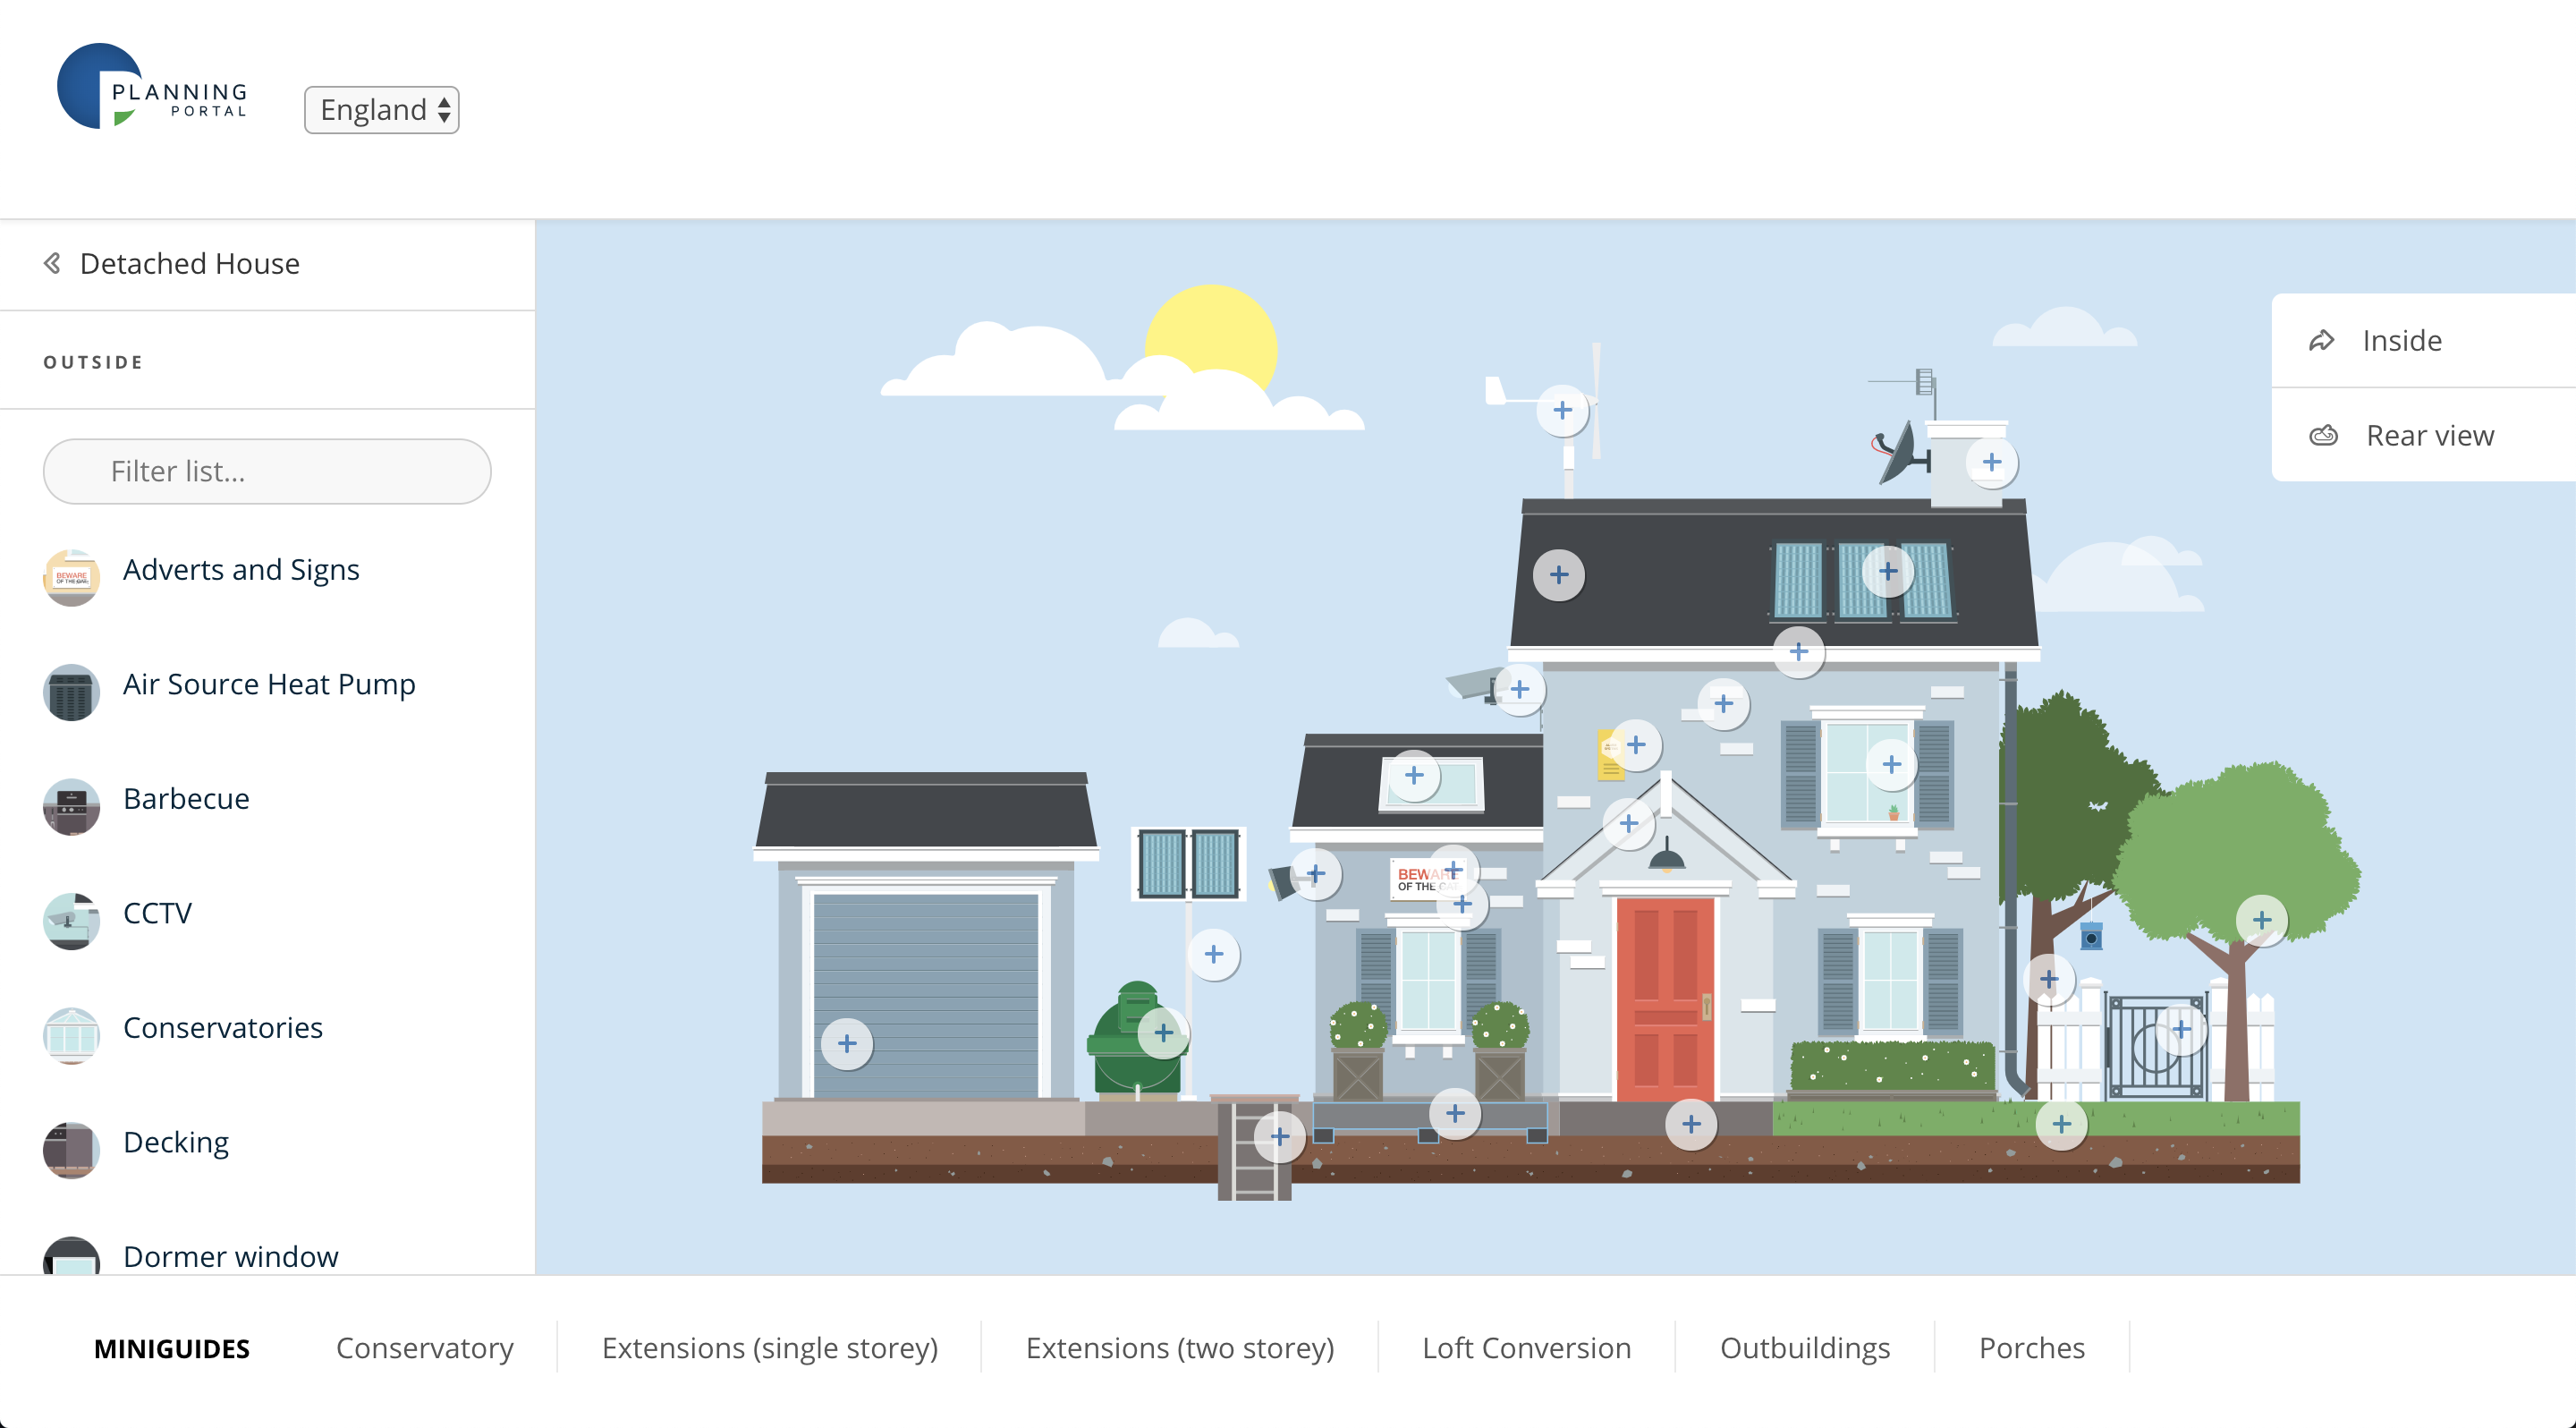 PLANNING
PORTAL
England
Detached House
OUTSIDE
Filter list...
Adverts and Signs
Air Source Heat Pump
Barbecue
CCTV
Conservatories
Decking
Dormer window
Inside
Rear view
BEWARE
OF THE CAT
MINIGUIDES
Conservatory
Extensions (single storey)
Extensions (two storey)
Loft Conversion
Outbuildings
Porches